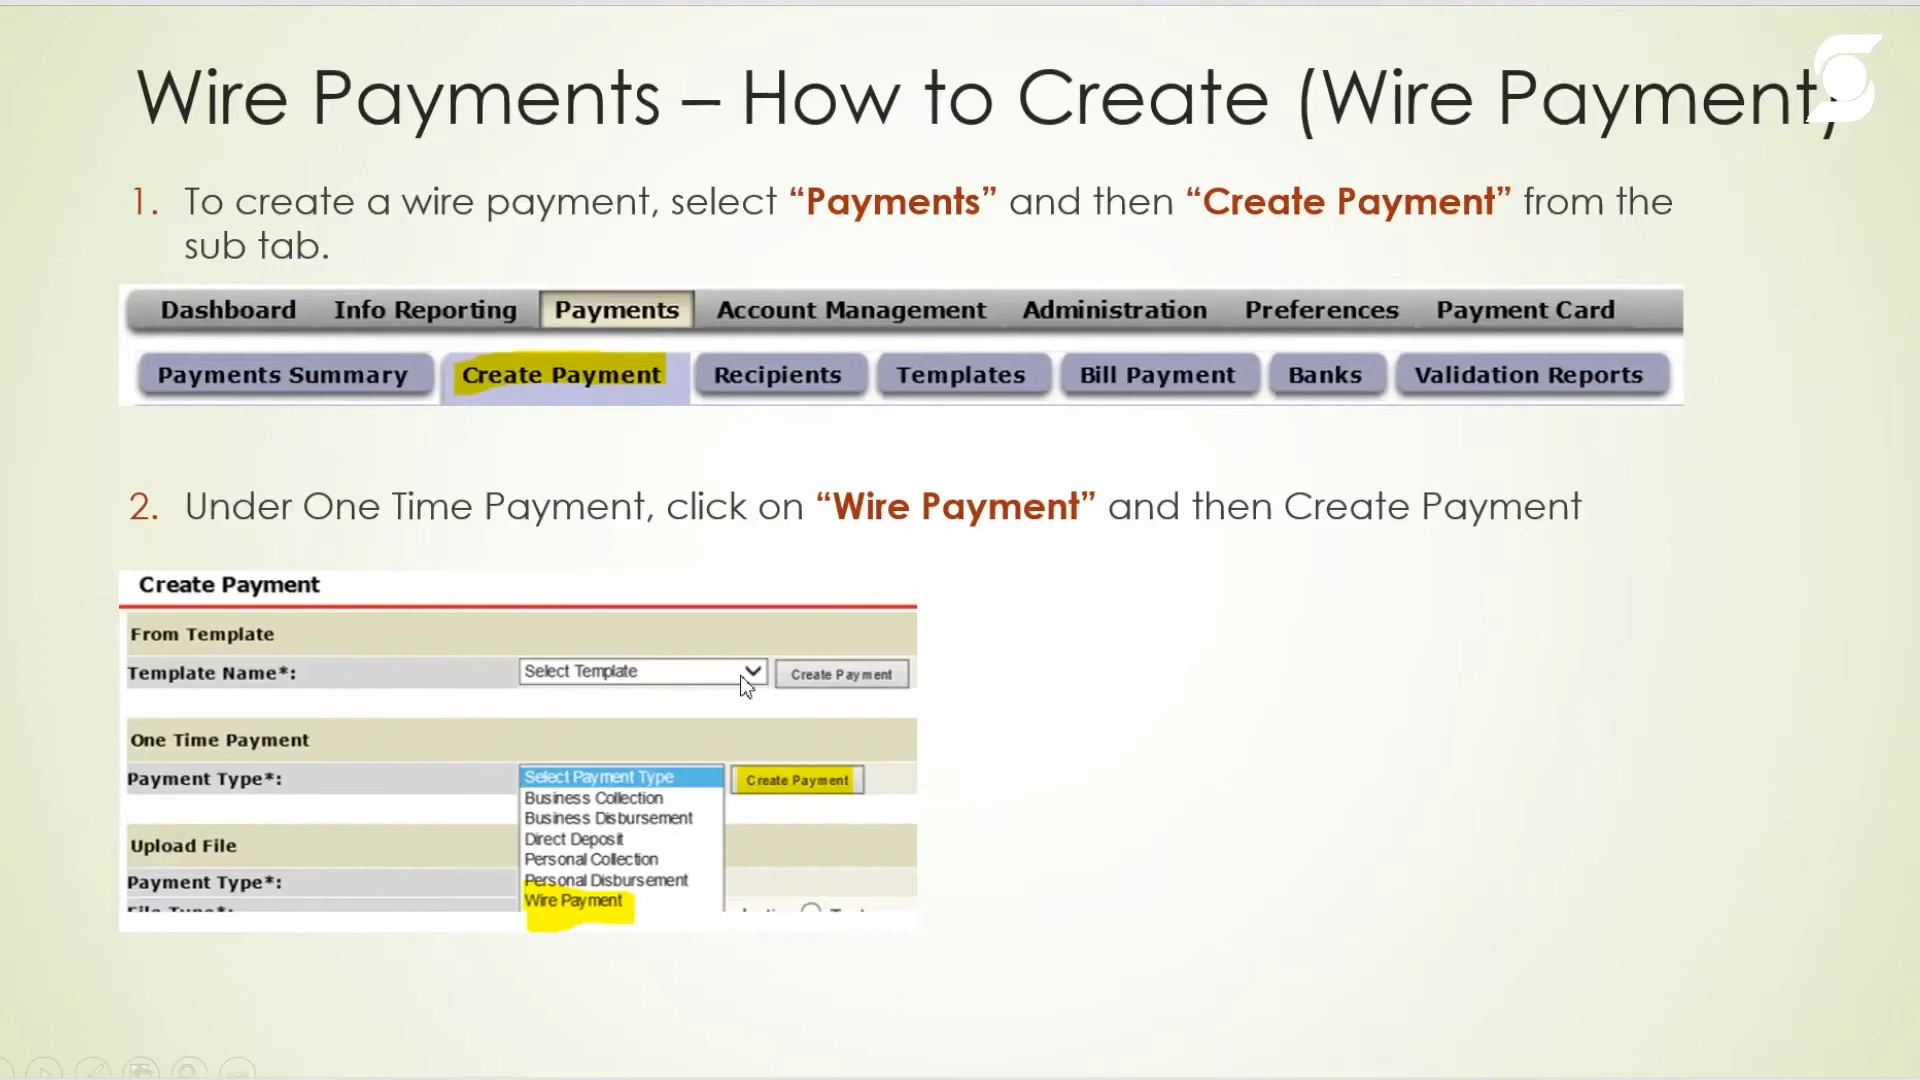 Wire Payments – How to Create (Wire Payment)
1. To create a wire payment, select “Payments” and then “Create Payment” from the
sub tab.
Dashboard Info Reporting Payments Account Management Administration Preferences Payment Card
Payments Summary Create Payment Recipients Templates Bill Payment Banks Validation Reports
2. Under One Time Payment, click on “Wire Payment” and then Create Payment
Create Payment
From Template
Template Name*: Select Template Create Payment
One Time Payment
Payment Type*: Select Payment Type Create Payment
Business Collection
Business Disbursement
Direct Deposit
Personal Collection
Personal Disbursement
Wire Payment
Upload File
Payment Type*:
File Type*: